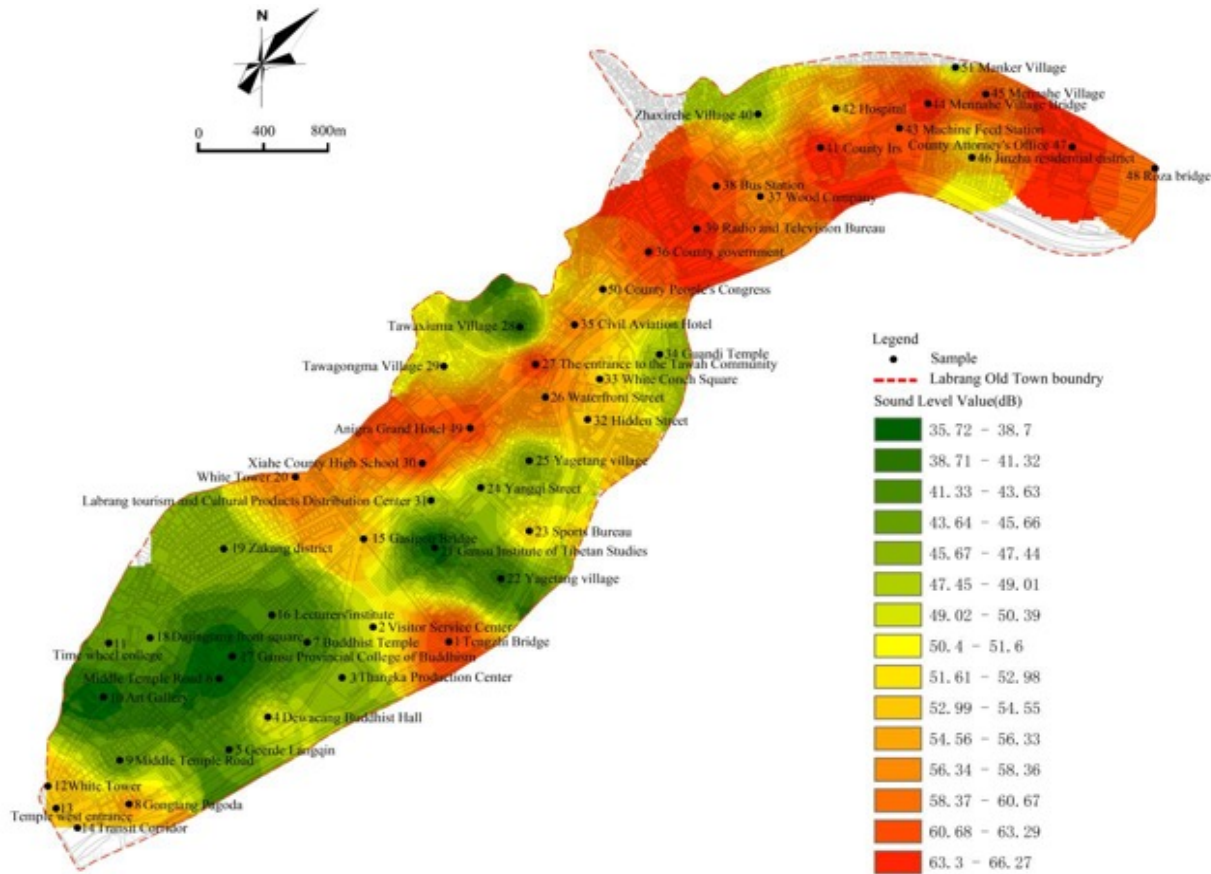 N
0 400 800m
51 Manker Village
45 Mennahe Village
44 Mennahe Village Bridge
Zhaxirche Village 40
42 Hospital
43 Machine Feed Station
41 County Irs
County Attorney's Office 47
46 Jinzhu residential district
48 Roza bridge
38 Bus Station
37 Wood Company
39 Radio and Television Bureau
36 County government
50 County People's Congress
Tawaxiuma Village 28
35 Civil Aviation Hotel
34 Guandi Temple
Tawagongma Village 29
27 The entrance to the Tawah Community
33 White Conch Square
26 Waterfront Street
32 Hidden Street
Anigra Grand Hotel 49
Xiahe County High School 30
25 Yagetang village
White Tower 20
24 Yangqi Street
Labrang tourism and Cultural Products Distribution Center 31
23 Sports Bureau
15 Bridge
19 Zakang district
21 Gansu Institute of Tibetan Studies
22 Yagetang village
16 Lecturers'institute
2 Visitor Service Center
18 front square
11
Time wheel college
7 Buddhist Temple
1 Bridge
17 Gansu Provincial College of Buddhism
Middle Temple Road 6
3 Thangka Production Center
10 Art Gallery
4 Dewacang Buddhist Hall
5 Geerde Langqin
9 Middle Temple Road
12 White Tower
13
8 Gongtang Pagoda
Temple west entrance
14 Transit Corridor
Legend
Sample
Labrang Old Town boundry
Sound Level Value(dB)
35.72 - 38.7
38.71 - 41.32
41.33 - 43.63
43.64 - 45.66
45.67 - 47.44
47.45 - 49.01
49.02 - 50.39
50.4 - 51.6
51.61 - 52.98
52.99 - 54.55
54.56 - 56.33
56.34 - 58.36
58.37 - 60.67
60.68 - 63.29
63.3 - 66.27